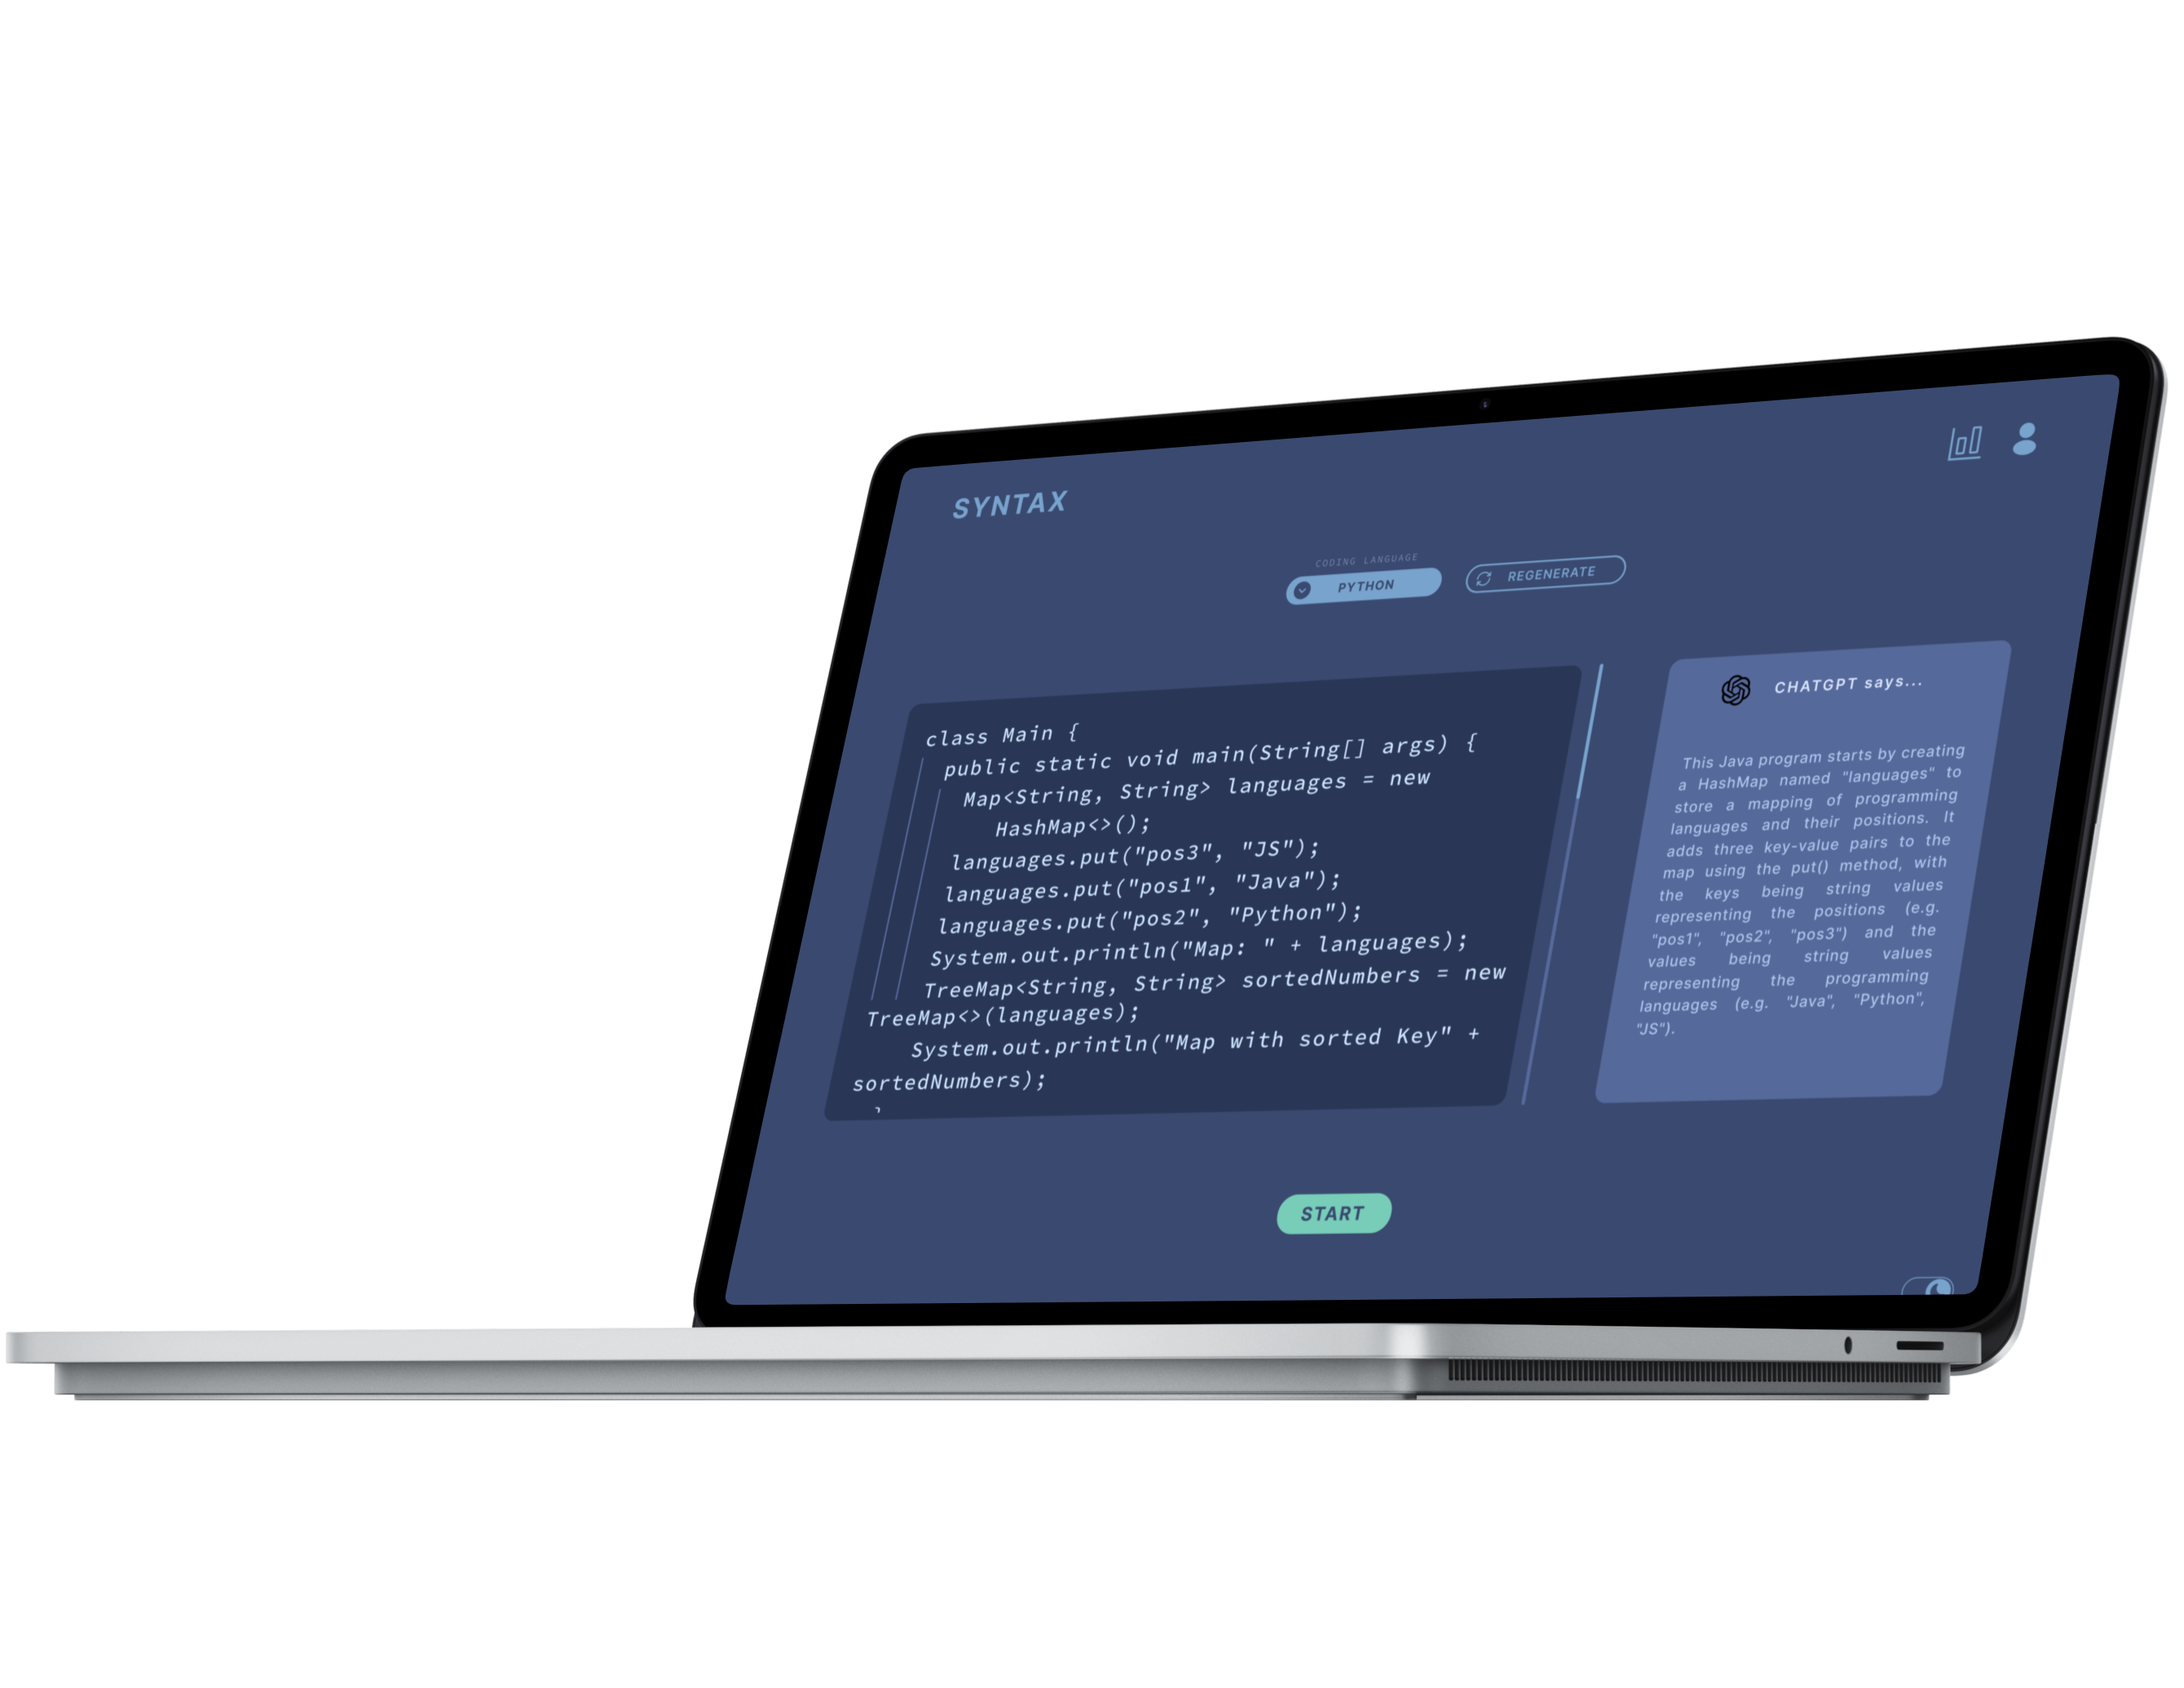 SYNTAX
CODING LANGUAGE
PYTHON
REGENERATE
class Main {
public static void main(String[] args) {
Map<String, String> languages = new
HashMap<>();
languages.put("pos3", "JS");
languages.put("pos1", "Java");
languages.put("pos2", "Python");
System.out.println("Map: " + languages);
TreeMap<String, String> sortedNumbers = new
TreeMap<>(languages);
System.out.println("Map with sorted Key" +
sortedNumbers);
}
CHATGPT says...
This Java program starts by creating
a HashMap named "languages" to
store a mapping of programming
languages and their positions. It
adds three key-value pairs to the
map using the put() method, with
the keys being string values
representing the positions (e.g.
"pos1", "pos2", "pos3") and the
values being string values
representing the programming
languages (e.g. "Java", "Python",
"JS").
START